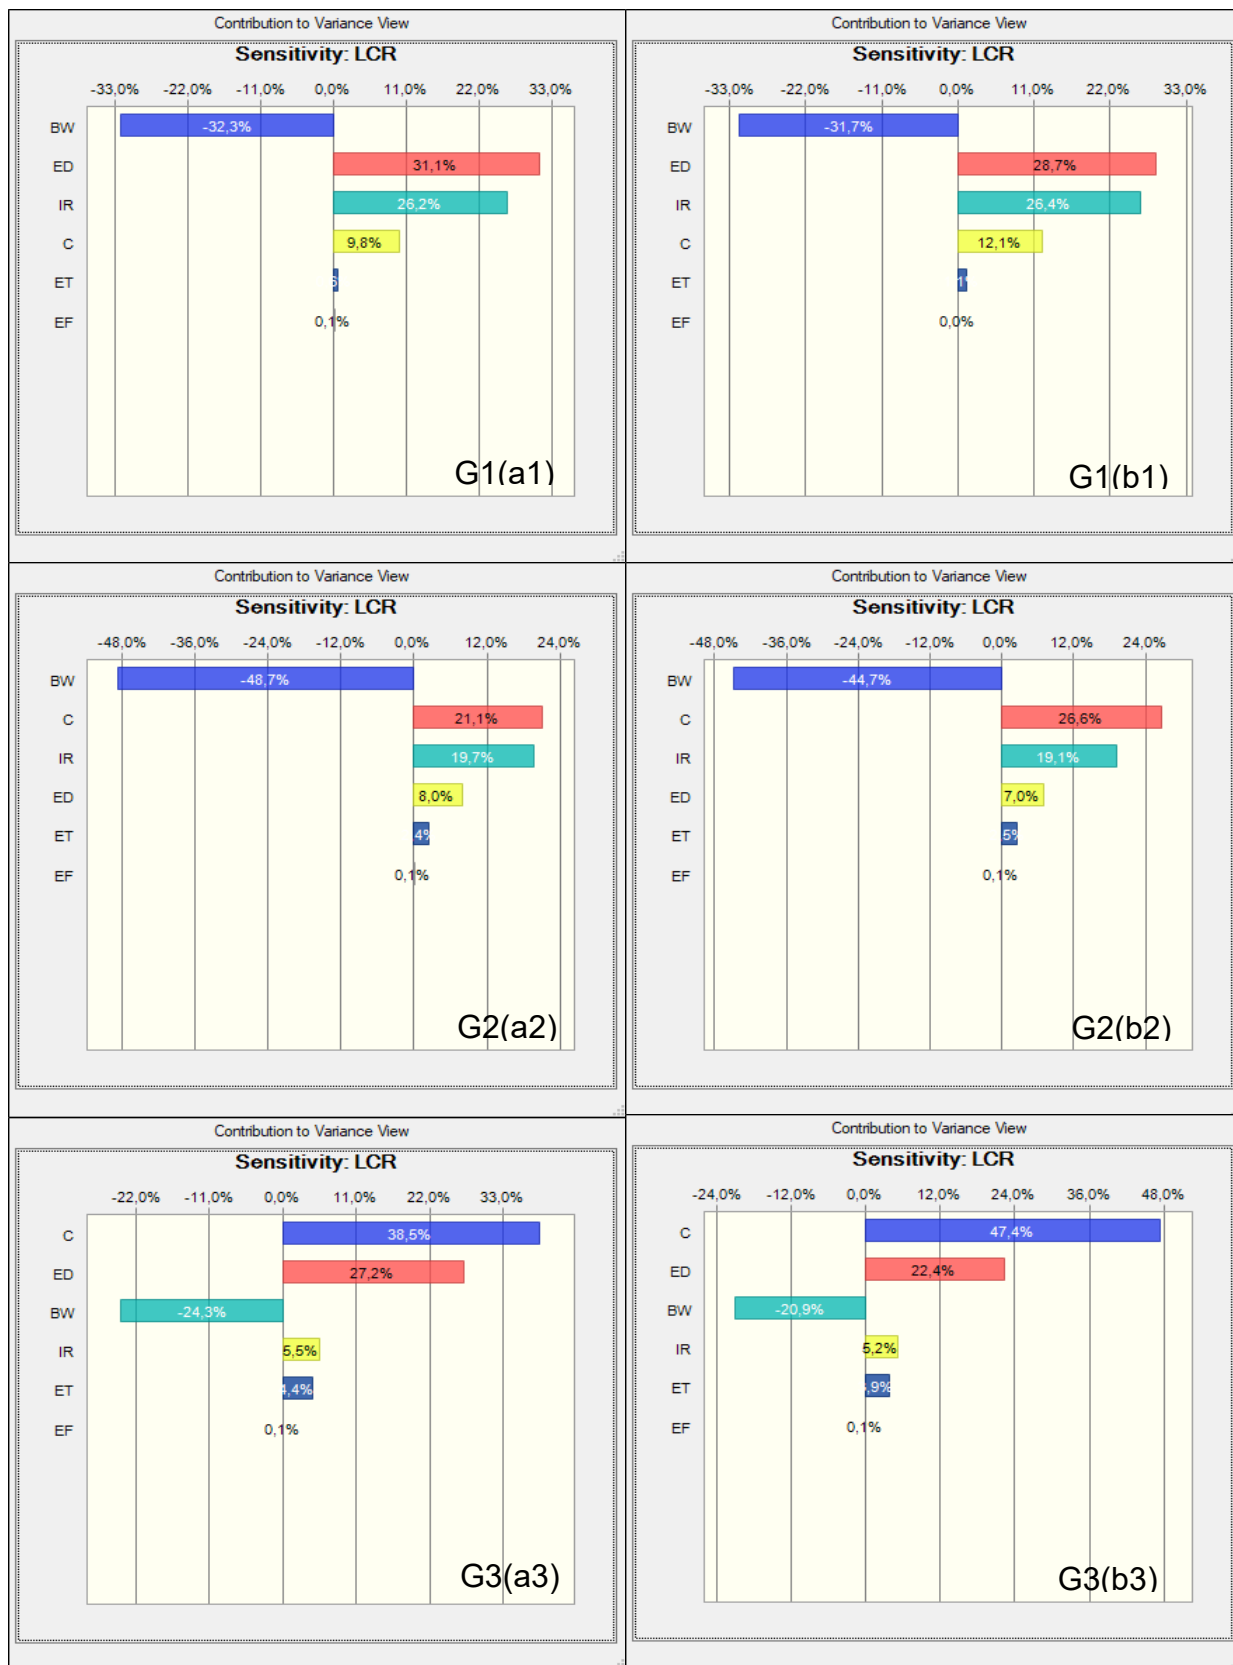 Contribution to Variance View
Sensitivity: LCR
-33,0% -22,0% -11,0% 0,0% 11,0% 22,0% 33,0%
BW -32,3%
ED 31,1%
IR 26,2%
C 9,8%
ET
EF 0,1%
G1(a1)
Contribution to Variance View
Sensitivity: LCR
-33,0% -22,0% -11,0% 0,0% 11,0% 22,0% 33,0%
BW -31,7%
ED 28,7%
IR 26,4%
C 12,1%
ET
EF 0,0%
G1(b1)
Contribution to Variance View
Sensitivity: LCR
-48,0% -36,0% -24,0% -12,0% 0,0% 12,0% 24,0%
BW -48,7%
C 21,1%
IR 19,7%
ED 8,0%
ET 4%
EF 0,1%
G2(a2)
Contribution to Variance View
Sensitivity: LCR
-48,0% -36,0% -24,0% -12,0% 0,0% 12,0% 24,0%
BW -44,7%
C 26,6%
IR 19,1%
ED 7,0%
ET 5%
EF 0,1%
G2(b2)
Contribution to Variance View
Sensitivity: LCR
-22,0% -11,0% 0,0% 11,0% 22,0% 33,0%
C 38,5%
ED 27,2%
BW -24,3%
IR 5,5%
ET 4,4%
EF 0,1%
G3(a3)
Contribution to Variance View
Sensitivity: LCR
-24,0% -12,0% 0,0% 12,0% 24,0% 36,0% 48,0%
C 47,4%
ED 22,4%
BW -20,9%
IR 5,2%
ET ,9%
EF 0,1%
G3(b3)